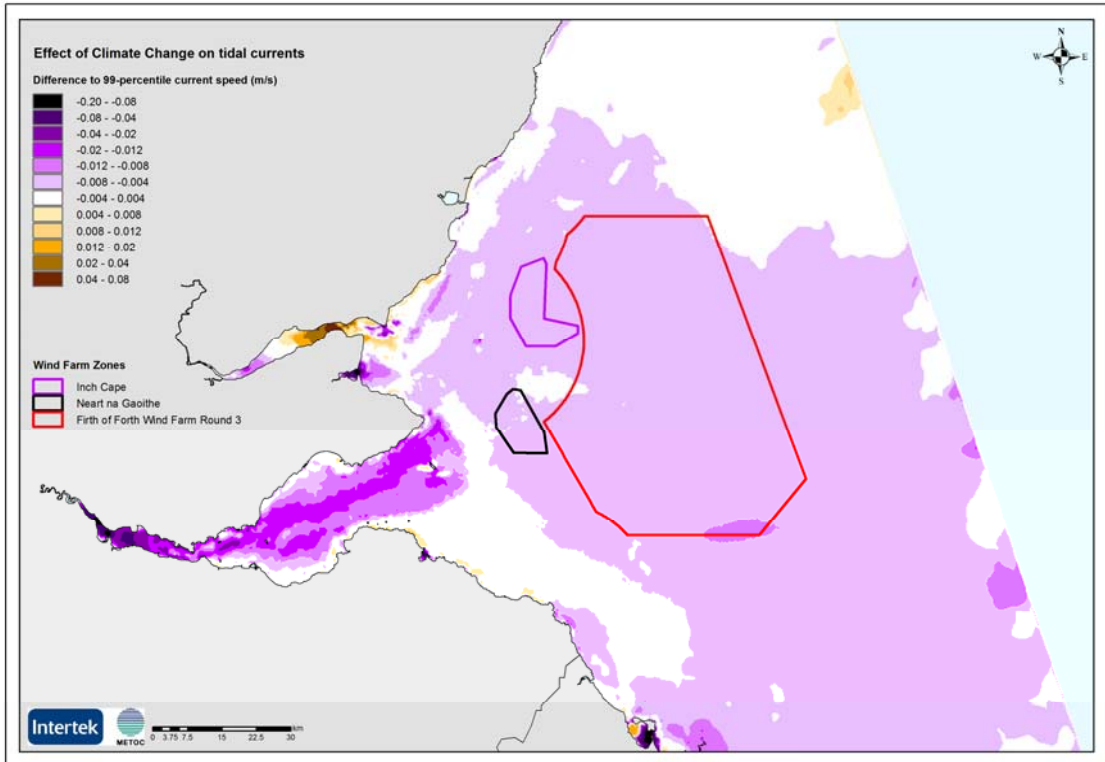 Effect of Climate Change on tidal currents
Difference to 99-percentile current speed (m/s)
-0.20 - -0.08
-0.08 - -0.04
-0.04 - -0.02
-0.02 - -0.012
-0.012 - -0.008
-0.008 - -0.004
-0.004 - 0.004
0.004 - 0.008
0.008 - 0.012
0.012 - 0.02
0.02 - 0.04
0.04 - 0.08
N
W E
S
Wind Farm Zones
Inch Cape
Neart na Gaoithe
Firth of Forth Wind Farm Round 3
Intertek
METOC
km
0 3.75 7.5 15 22.5 30